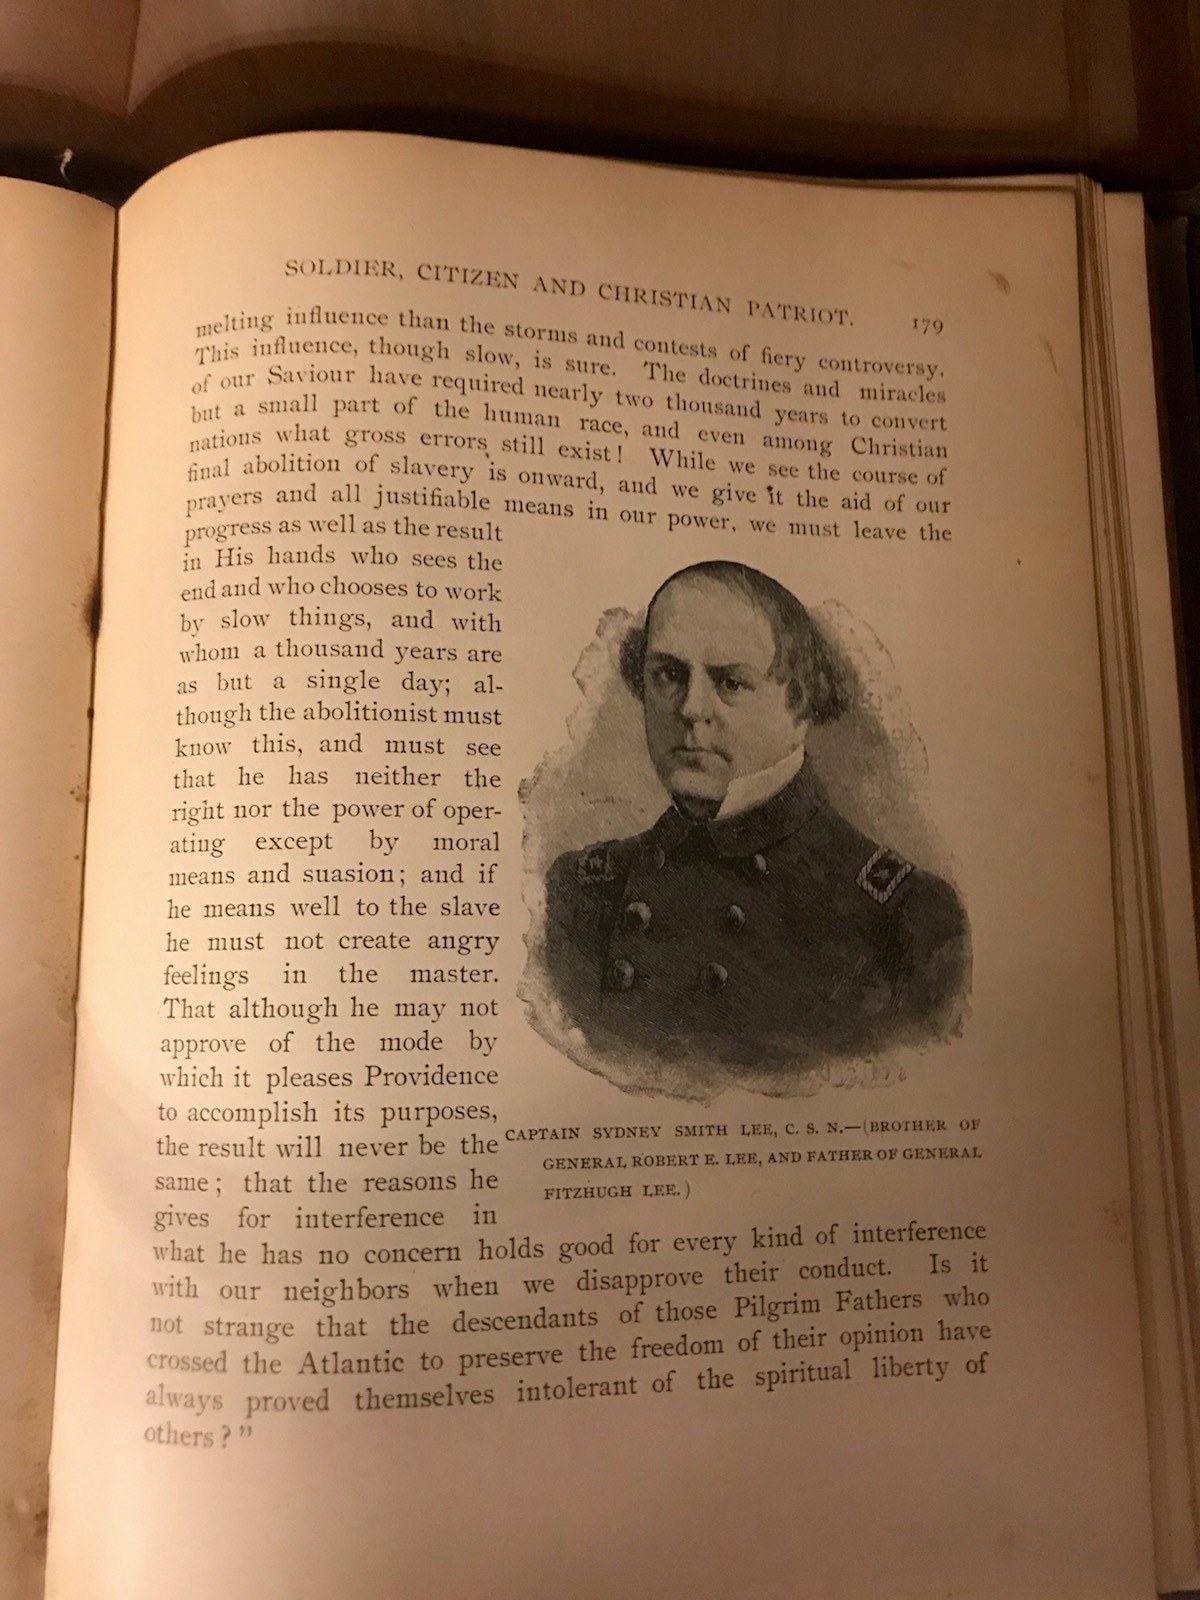 SOLDIER, CITIZEN AND CHRISTIAN PATRIOT. 179
melting influence than the storms and contests of fiery controversy.
This influence, though slow, is sure. The doctrines and miracles
of our Saviour have required nearly two thousand years to convert
but a small part of the human race, and even among Christian
nations what gross errors still exist! While we see the course of
final abolition of slavery is onward, and we give it the aid of our
prayers and all justifiable means in our power, we must leave the
progress as well as the result
in His hands who sees the
end and who chooses to work
by slow things, and with
whom a thousand years are
as but a single day; al-
though the abolitionist must
know this, and must see
that he has neither the
right nor the power of oper-
ating except by moral
means and suasion; and if
he means well to the slave
he must not create angry
feelings in the master.
That although he may not
approve of the mode by
which it pleases Providence
to accomplish its purposes,
the result will never be the
same; that the reasons he
gives for interference in
CAPTAIN SYDNEY SMITH LEE, C. S. N.—(BROTHER OF
GENERAL ROBERT E. LEE, AND FATHER OF GENERAL
FITZHUGH LEE.)
what he has no concern holds good for every kind of interference
with our neighbors when we disapprove their conduct. Is it
not strange that the descendants of those Pilgrim Fathers who
crossed the Atlantic to preserve the freedom of their opinion have
always proved themselves intolerant of the spiritual liberty of
others?"